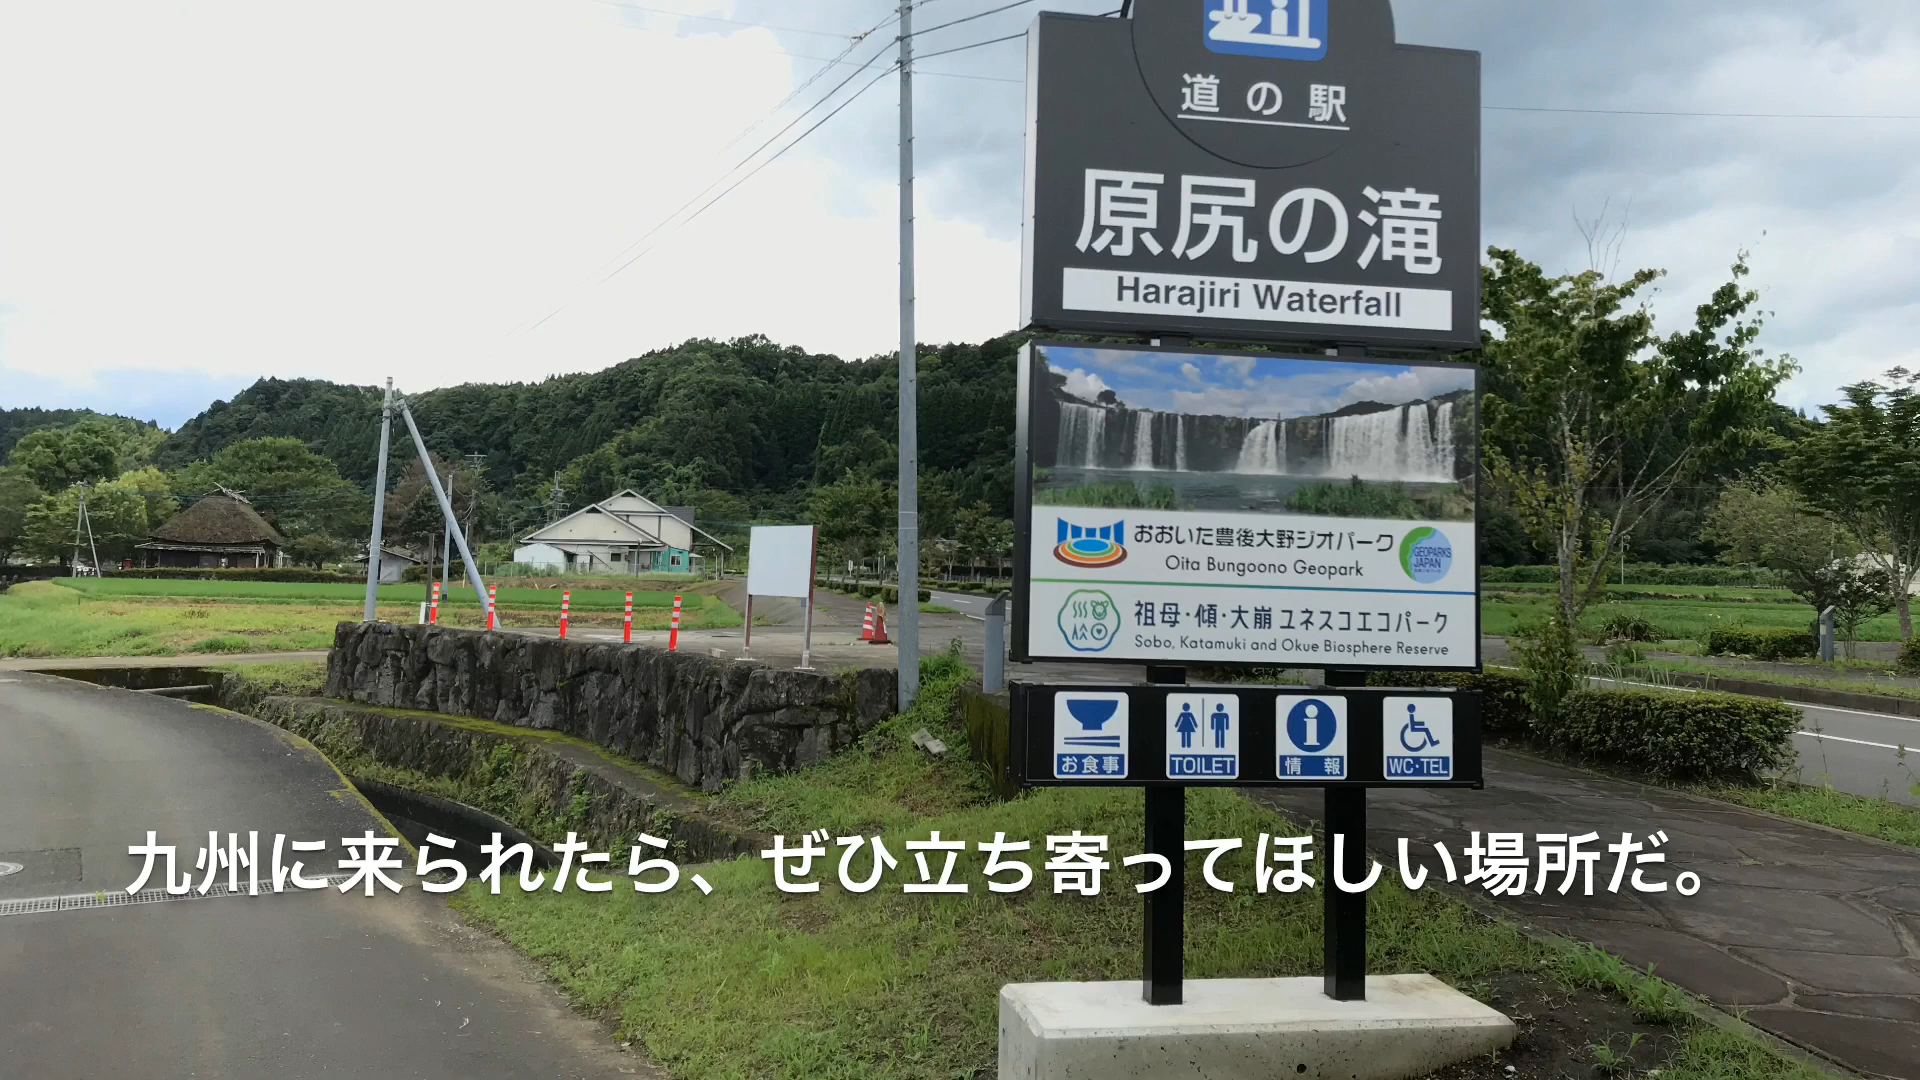 道の駅
原尻の滝
Harajiri Waterfall
おおいた豊後大野ジオパーク
Oita Bungoono Geopark
GEOPARKS
JAPAN
祖母・傾・大崩ユネスコエコパーク
Sobo, Katamuki and Okue Biosphere Reserve
お食事
TOILET
i
情報
WC・TEL
九州に来られたら、ぜひ立ち寄ってほしい場所だ。